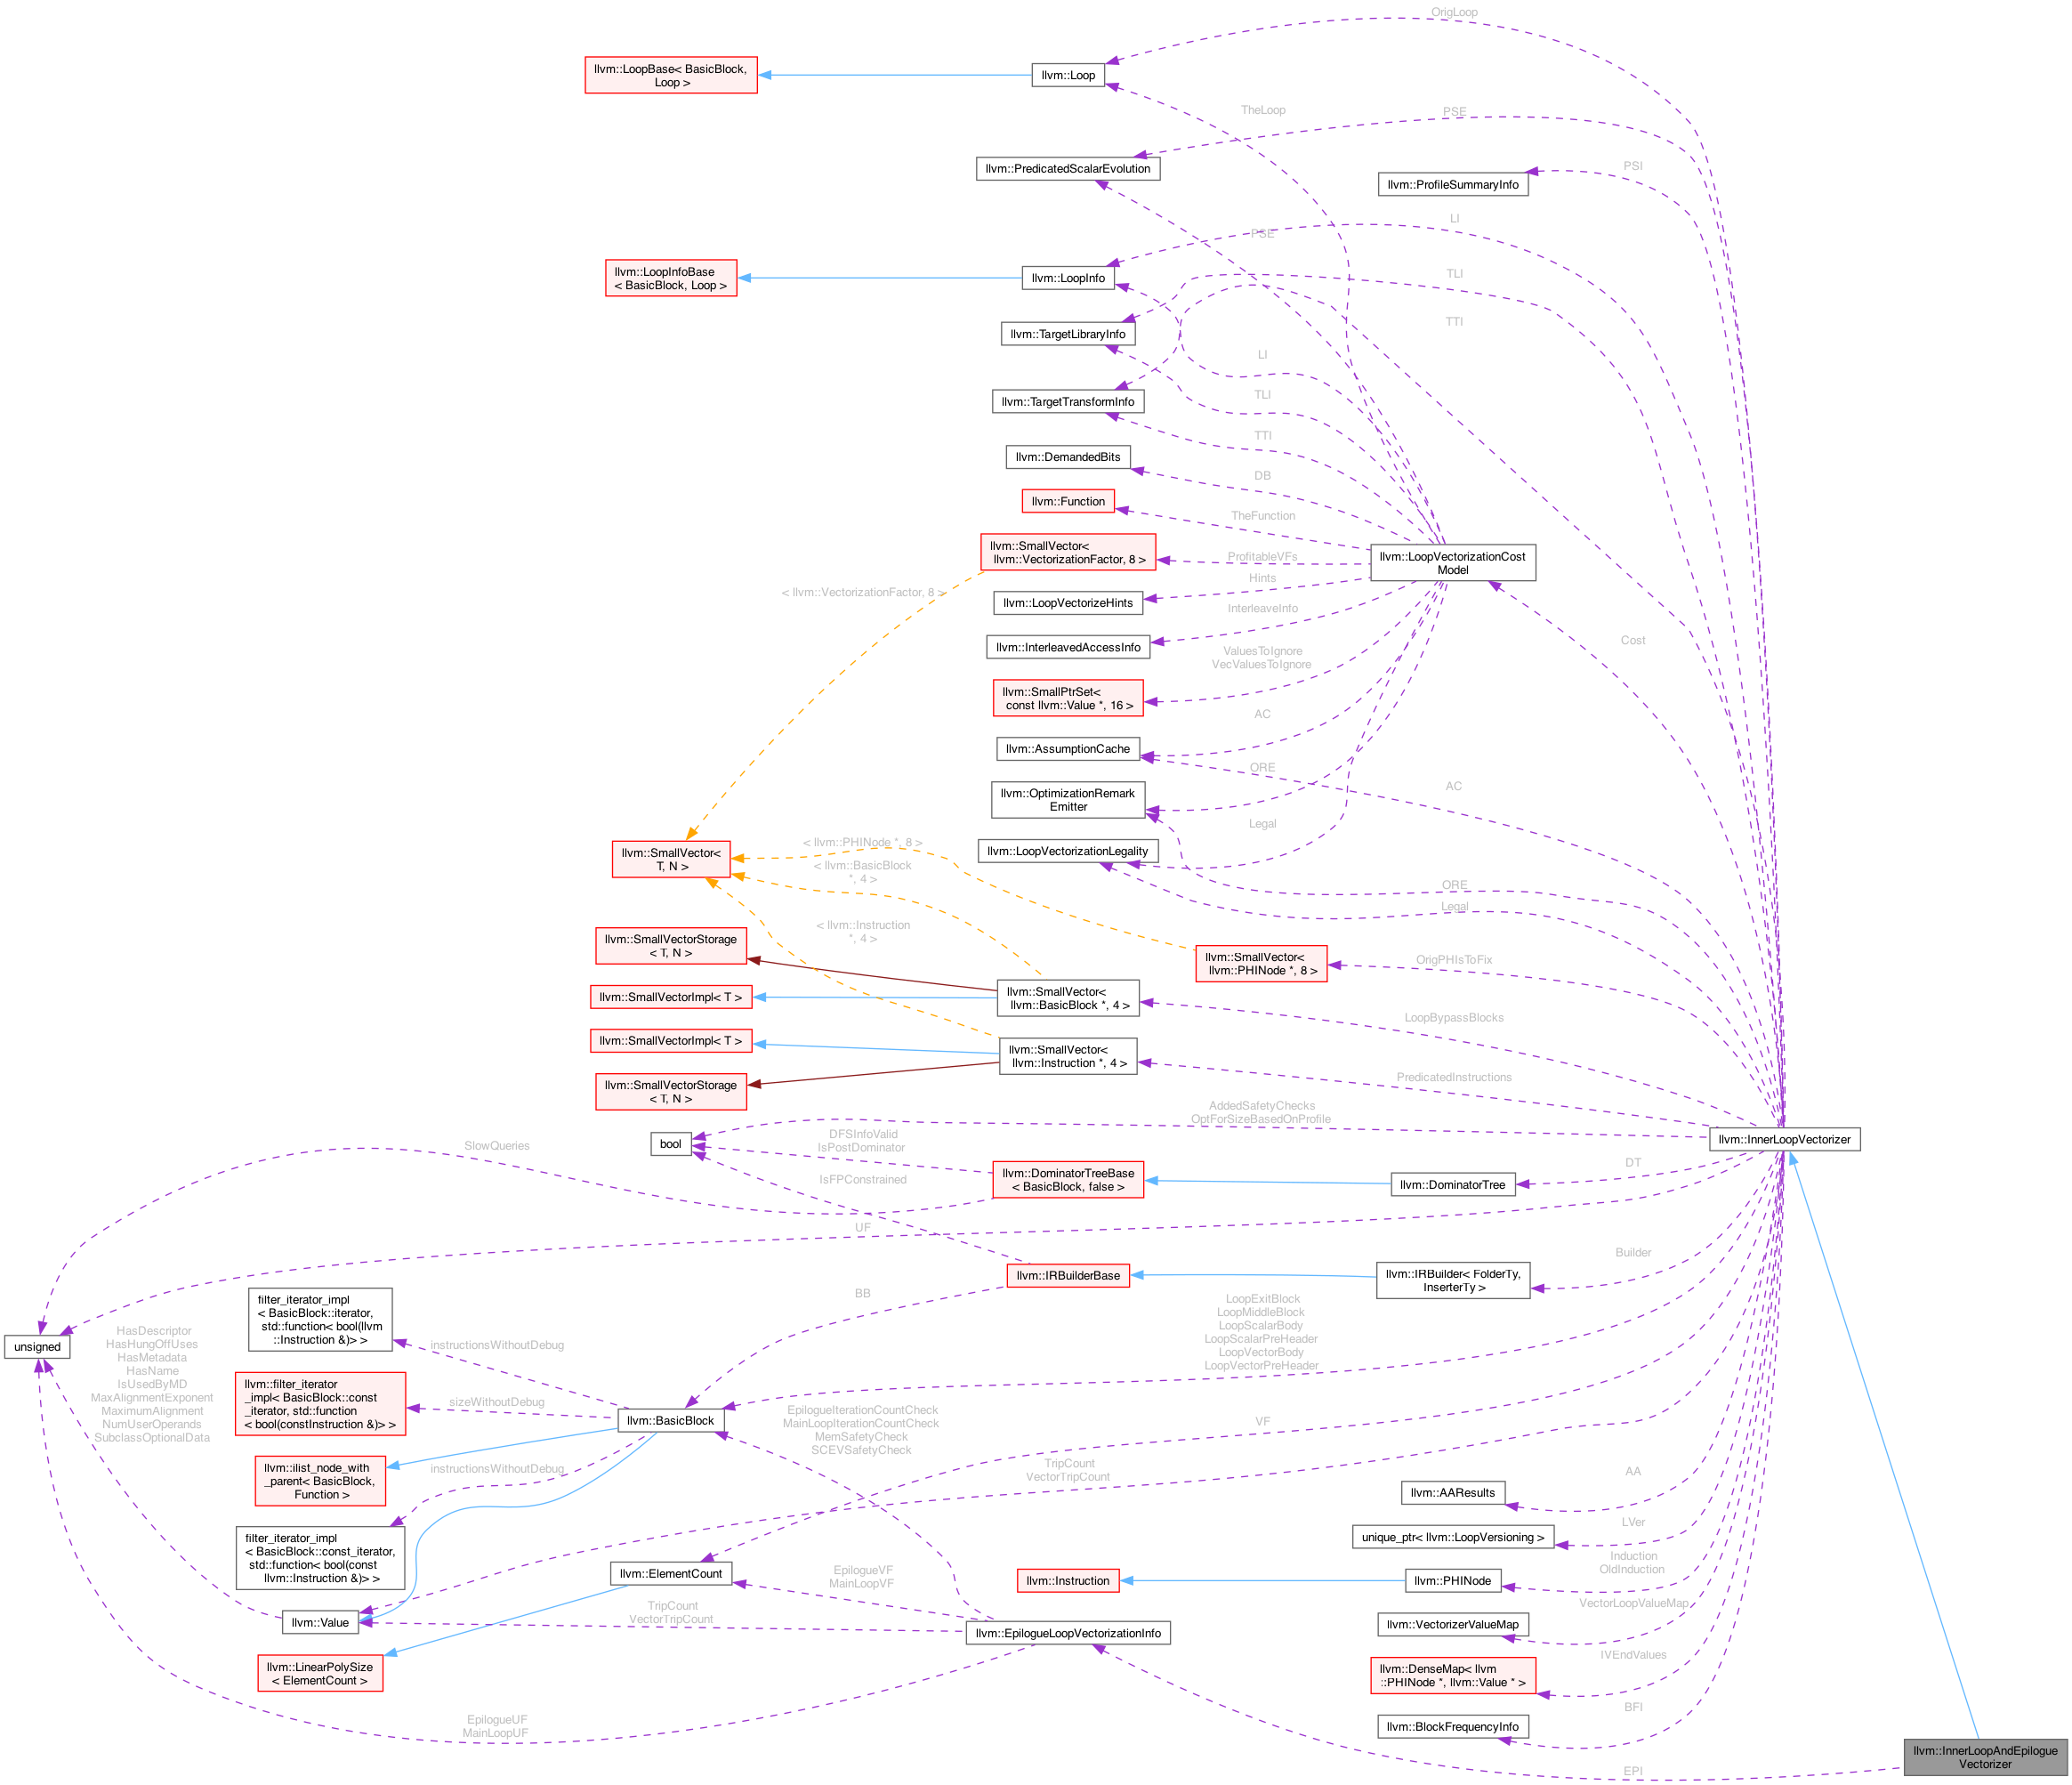 OrigLoop
llvm::LoopBase< BasicBlock,
Loop >
llvm::Loop
TheLoop
PSE
llvm::PredicatedScalarEvolution
PSI
llvm::ProfileSummaryInfo
LI
PSE
llvm::LoopInfoBase
< BasicBlock, Loop >
llvm::LoopInfo
TLI
llvm::TargetLibraryInfo
TTI
LI
TLI
llvm::TargetTransformInfo
TTI
llvm::DemandedBits
DB
llvm::Function
TheFunction
llvm::SmallVector<
llvm::VectorizationFactor, 8 >
ProfitableVFs
llvm::LoopVectorizationCost
Model
< llvm::VectorizationFactor, 8 >
Hints
llvm::LoopVectorizeHints
InterleaveInfo
llvm::InterleavedAccessInfo
Cost
ValuesToIgnore
VecValuesToIgnore
llvm::SmallPtrSet<
const llvm::Value *, 16 >
AC
llvm::AssumptionCache
ORE
AC
llvm::OptimizationRemark
Emitter
Legal
llvm::SmallVector<
T, N >
< llvm::PHINode *, 8 >
llvm::LoopVectorizationLegality
< llvm::BasicBlock
*, 4 >
ORE
Legal
< llvm::Instruction
*, 4 >
llvm::SmallVectorStorage
< T, N >
llvm::SmallVector<
llvm::PHINode *, 8 >
OrigPHIsToFix
llvm::SmallVectorImpl< T >
llvm::SmallVector<
llvm::BasicBlock *, 4 >
LoopBypassBlocks
llvm::SmallVectorImpl< T >
llvm::SmallVector<
llvm::Instruction *, 4 >
PredicatedInstructions
llvm::SmallVectorStorage
< T, N >
AddedSafetyChecks
OptForSizeBasedOnProfile
SlowQueries
bool
DFSInfoValid
IsPostDominator
llvm::InnerLoopVectorizer
IsFPConstrained
llvm::DominatorTreeBase
< BasicBlock, false >
DT
llvm::DominatorTree
UF
Builder
llvm::IRBuilderBase
llvm::IRBuilder< FolderTy,
InserterTy >
BB
filter_iterator_impl
< BasicBlock::iterator,
std::function< bool(llvm
::Instruction &)> >
unsigned
HasDescriptor
HasHungOffUses
HasMetadata
HasName
IsUsedByMD
MaxAlignmentExponent
MaximumAlignment
NumUserOperands
SubclassOptionalData
instructionsWithoutDebug
LoopExitBlock
LoopMiddleBlock
LoopScalarBody
LoopScalarPreHeader
LoopVectorBody
LoopVectorPreHeader
llvm::filter_iterator
_impl< BasicBlock::const
_iterator, std::function
< bool(constInstruction &)> >
sizeWithoutDebug
llvm::BasicBlock
EpilogueIterationCountCheck
MainLoopIterationCountCheck
MemSafetyCheck
SCEVSafetyCheck
VF
llvm::ilist_node_with
_parent< BasicBlock,
Function >
instructionsWithoutDebug
TripCount
VectorTripCount
AA
llvm::AAResults
filter_iterator_impl
< BasicBlock::const_iterator,
std::function< bool(const
llvm::Instruction &)> >
LVer
unique_ptr< llvm::LoopVersioning >
llvm::ElementCount
EpilogueVF
MainLoopVF
llvm::Instruction
llvm::PHINode
Induction
OldInduction
llvm::Value
TripCount
VectorTripCount
llvm::EpilogueLoopVectorizationInfo
VectorLoopValueMap
llvm::VectorizerValueMap
llvm::LinearPolySize
< ElementCount >
IVEndValues
llvm::DenseMap< llvm
::PHINode *, llvm::Value * >
EpilogueUF
MainLoopUF
BFI
llvm::BlockFrequencyInfo
EPI
llvm::InnerLoopAndEpilogue
Vectorizer